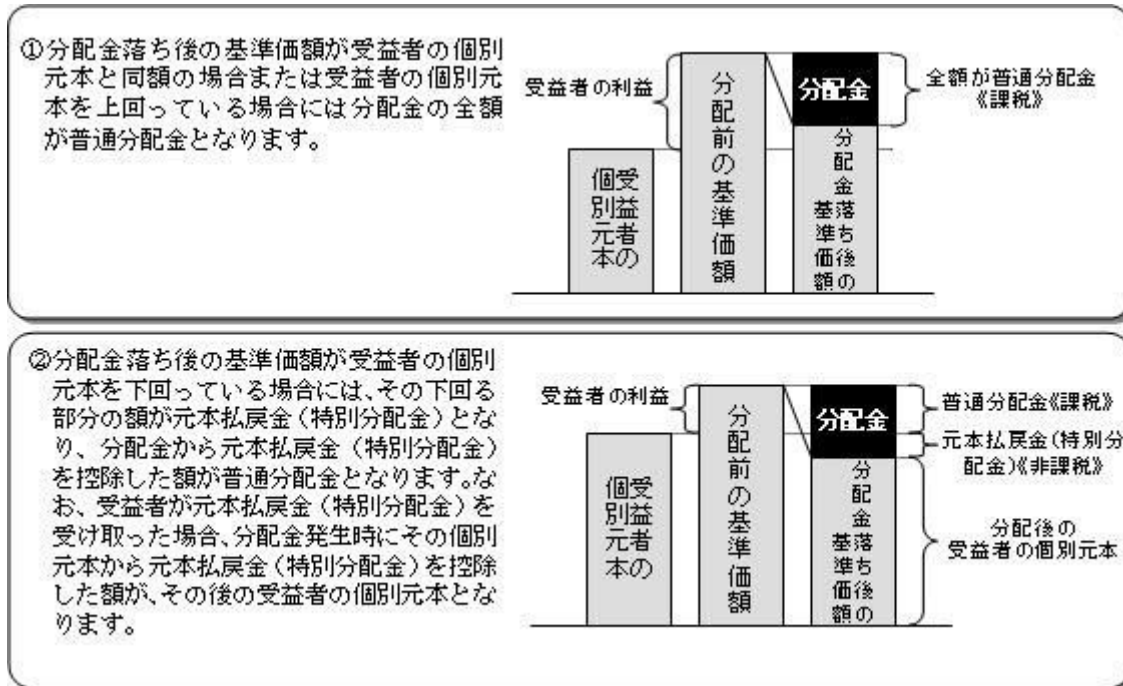 ①分配金落ち後の基準価額が受益者の個別
元本と同額の場合または受益者の個別元
本を上回っている場合には分配金の全額
が普通分配金となります。
受益者の利益
受益者の
個別元本
分配前の基準価額
分配金
分配金落ち後の
基準価額
全額が普通分配金
《課税》
②分配金落ち後の基準価額が受益者の個別
元本を下回っている場合には、その下回る
部分の額が元本払戻金(特別分配金)とな
り、分配金から元本払戻金(特別分配金)
を控除した額が普通分配金となります。な
お、受益者が元本払戻金(特別分配金)を
受け取った場合、分配金発生時にその個別
元本から元本払戻金(特別分配金)を控除
した額が、その後の受益者の個別元本とな
ります。
受益者の利益
受益者の
個別元本
分配前の基準価額
分配金
分配金落ち後の
基準価額
普通分配金《課税》
元本払戻金(特別分
配金)《非課税》
分配後の
受益者の個別元本